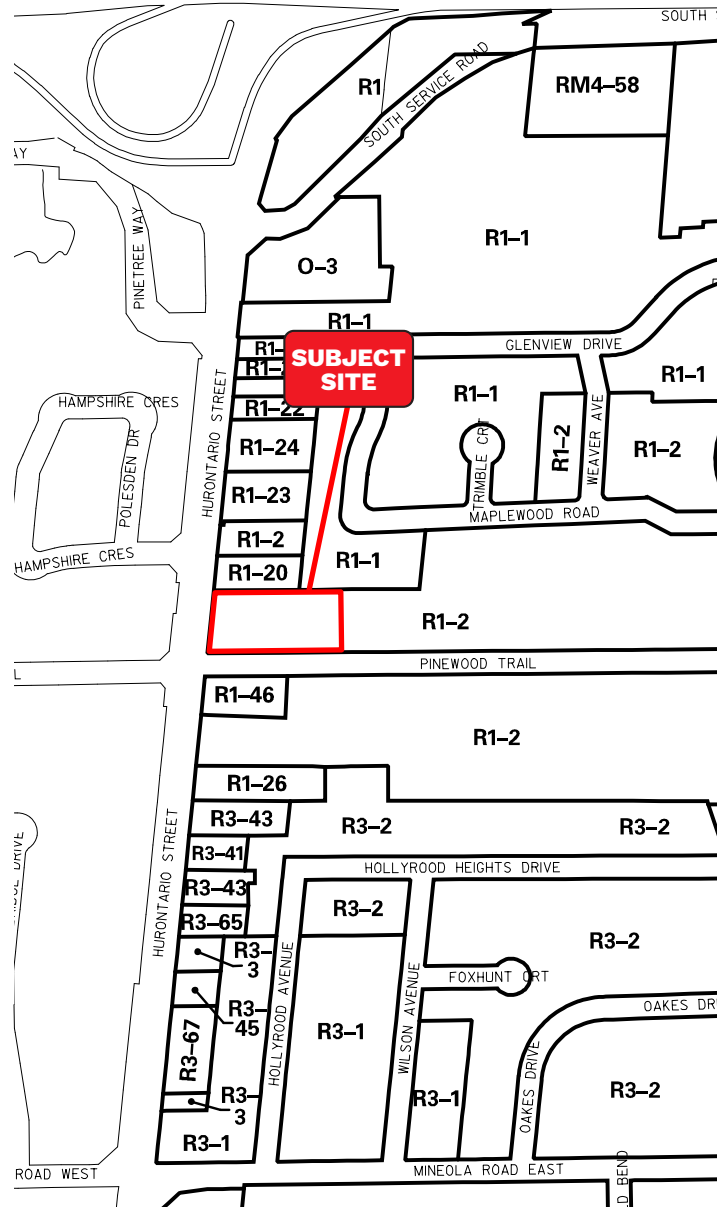 SOUTH
R1
SOUTH SERVICE ROAD
RM4–58
PINETREE WAY
R1–1
O–3
R1–1
GLENVIEW DRIVE
SUBJECT
SITE
R1–1
R1–1
HAMPSHIRE CRES
POLESDEN DR
HURONTARIO STREET
R1–22
R1–24
R1–2
R1–2
WEAVER AVE
TRIMBLE CRT
R1–23
MAPLEWOOD ROAD
R1–2
HAMPSHIRE CRES
R1–20
R1–1
R1–2
PINEWOOD TRAIL
R1–46
R1–2
R1–26
R3–43
R3–2
R3–2
HURONTARIO STREET
R3–41
HOLLYROOD HEIGHTS DRIVE
R3–43
R3–65
R3–2
R3–
3
R3–2
HOLLYROOD AVENUE
WILSON AVENUE
FOXHUNT CRT
R3–
45
R3–1
OAKES
R3–67
OAKES DRIVE
R3–1
R3–2
R3–
3
R3–1
MINEOLA ROAD EAST
ROAD WEST
BEND